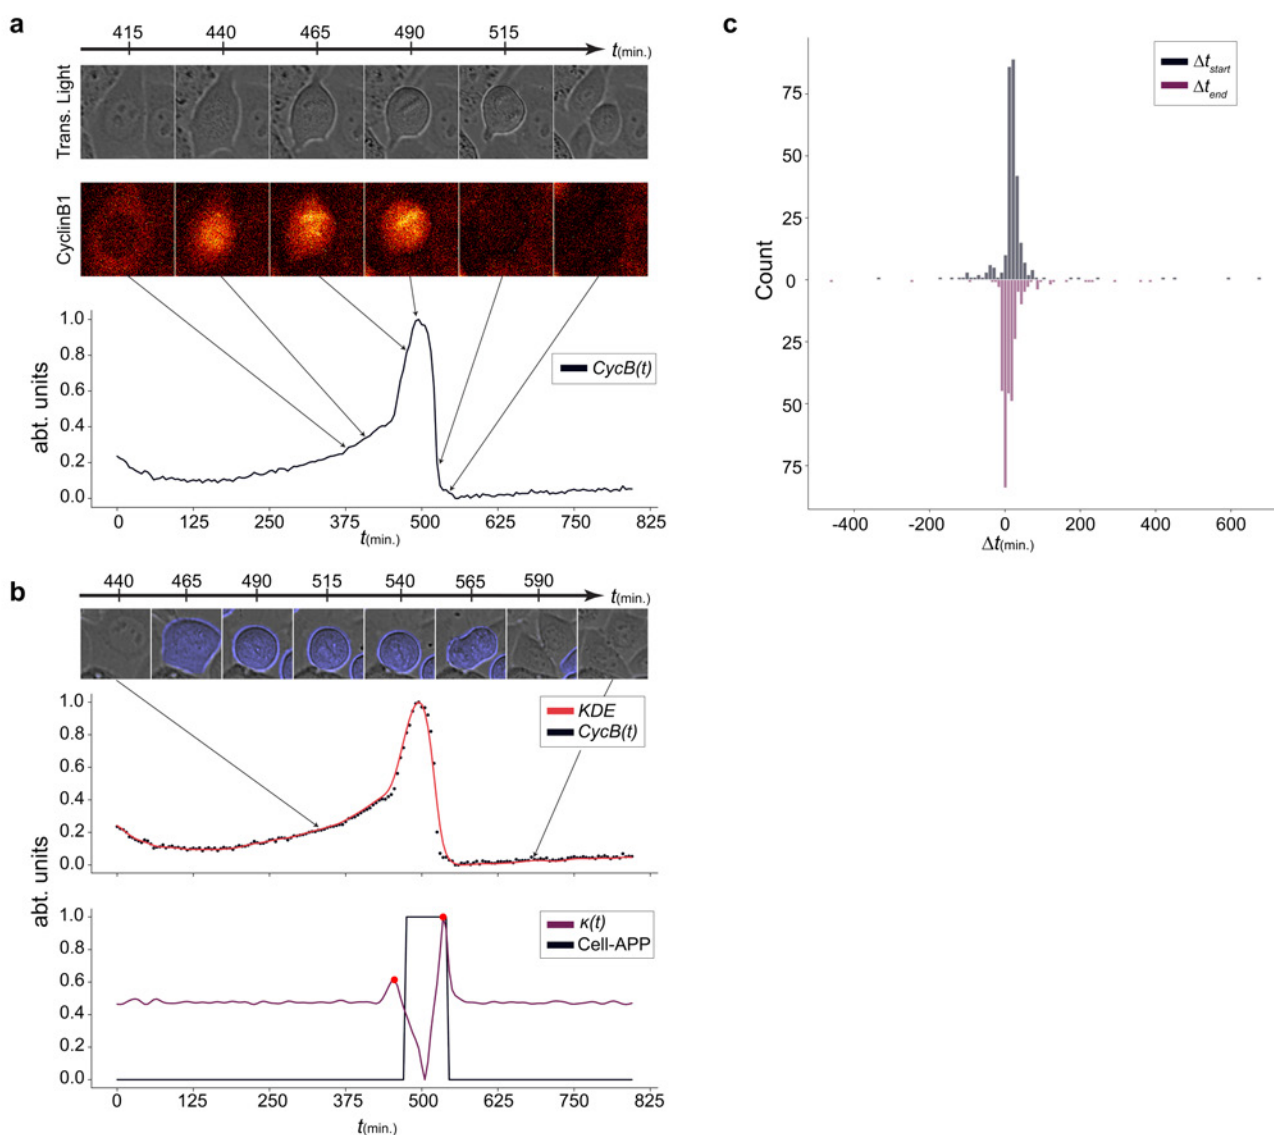 a
415 440 465 490 515 t(min.)
Trans. Light
CyclinB1
1.0
0.8
0.6
0.4
0.2
0.0
abt. units
CycB(t)
0 125 250 375 500 625 750 825
t(min.)
b
440 465 490 515 540 565 590 t(min.)
1.0
0.8
0.6
0.4
0.2
0.0
KDE
CycB(t)
abt. units
1.0
0.8
0.6
0.4
0.2
0.0
κ(t)
Cell-APP
0 125 250 375 500 625 750 825
t(min.)
c
Δt start
Δt end
75
50
25
0
25
50
75
Count
-400 -200 0 200 400 600
Δt(min.)